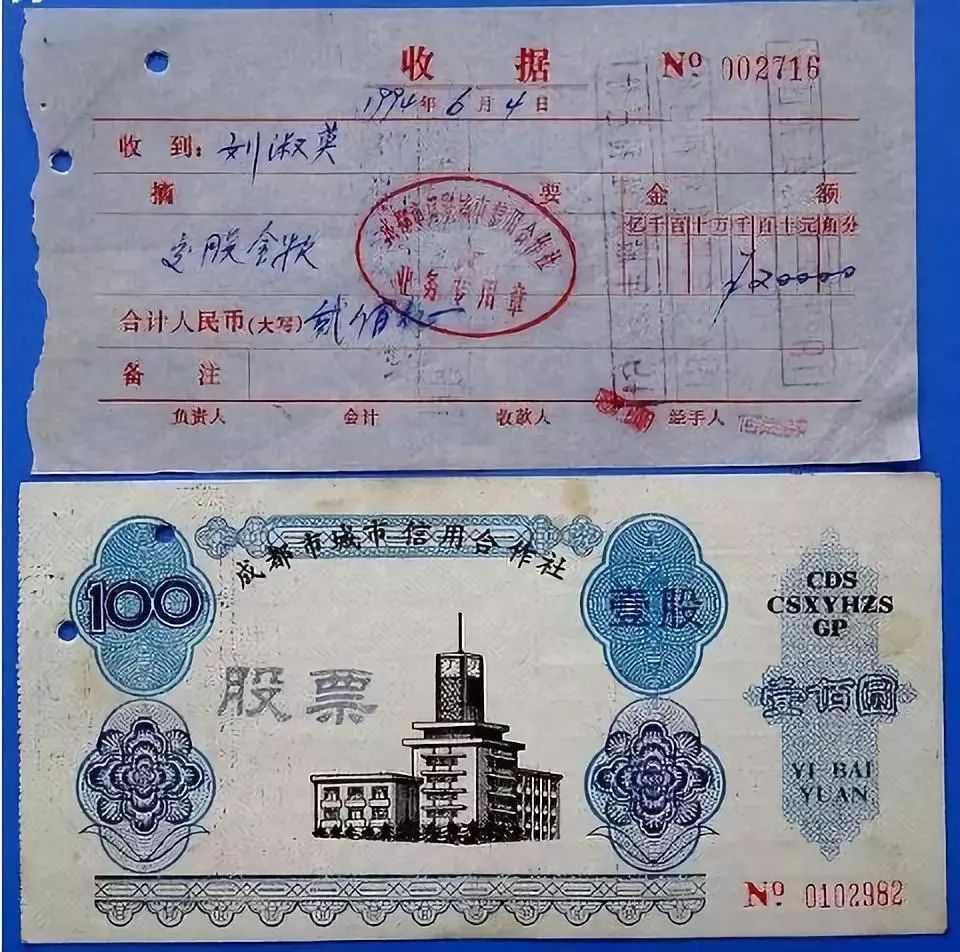 收 据 Nº 002716
1994年6月4日
收到：刘淑英
摘 要 金 额
亿千百十万千百十元角分
交股金款 ¥20000
合计人民币(大写)贰佰元
业务专用章
备 注
负责人 会计 收款人 经手人
成都市城市信用合作社
100
壹股
CDS
CSXYHZS
GP
股票
壹佰圆
YI BAI
YUAN
Nº 0102982